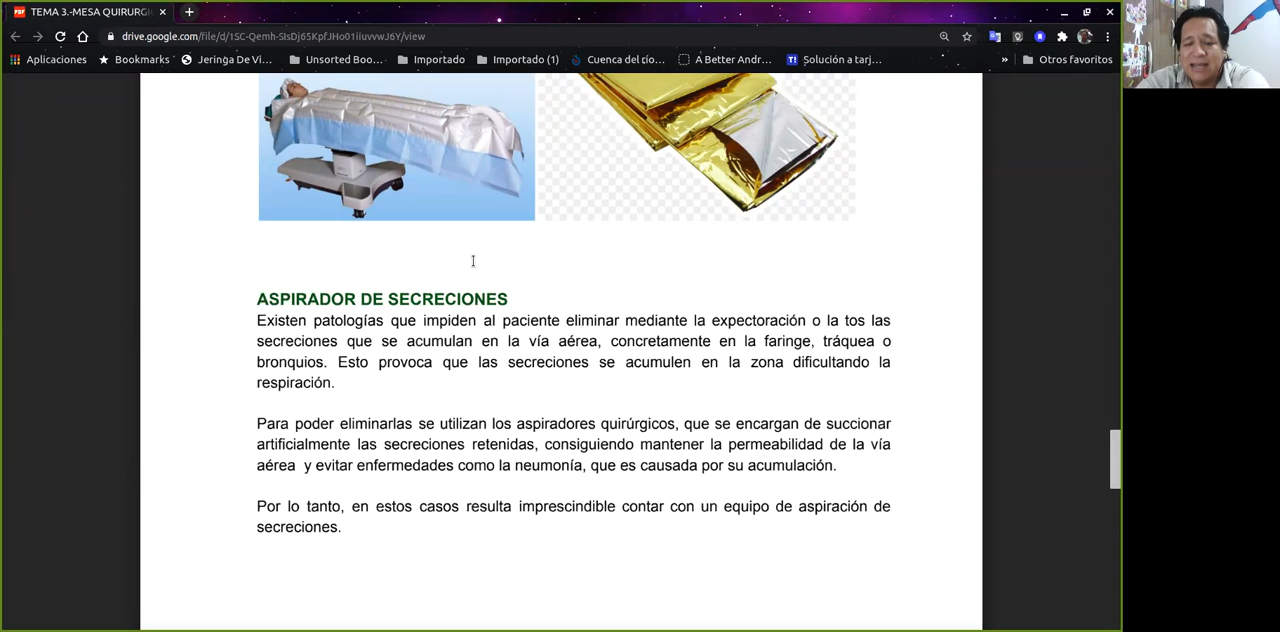 TEMA 3.-MESA QUIRURGI
drive.google.com/file/d/1SC-Qemh-SIsDj65KpfJHo01iiuvvwJ6Y/view
Aplicaciones Bookmarks Jeringa De Vi... Unsorted Boo... Importado Importado (1) Cuenca del río... A Better Andr... Solución a tarj... » Otros favoritos
ASPIRADOR DE SECRECIONES
Existen patologías que impiden al paciente eliminar mediante la expectoración o la tos las
secreciones que se acumulan en la vía aérea, concretamente en la faringe, tráquea o
bronquios. Esto provoca que las secreciones se acumulen en la zona dificultando la
respiración.
Para poder eliminarlas se utilizan los aspiradores quirúrgicos, que se encargan de succionar
artificialmente las secreciones retenidas, consiguiendo mantener la permeabilidad de la vía
aérea y evitar enfermedades como la neumonía, que es causada por su acumulación.
Por lo tanto, en estos casos resulta imprescindible contar con un equipo de aspiración de
secreciones.